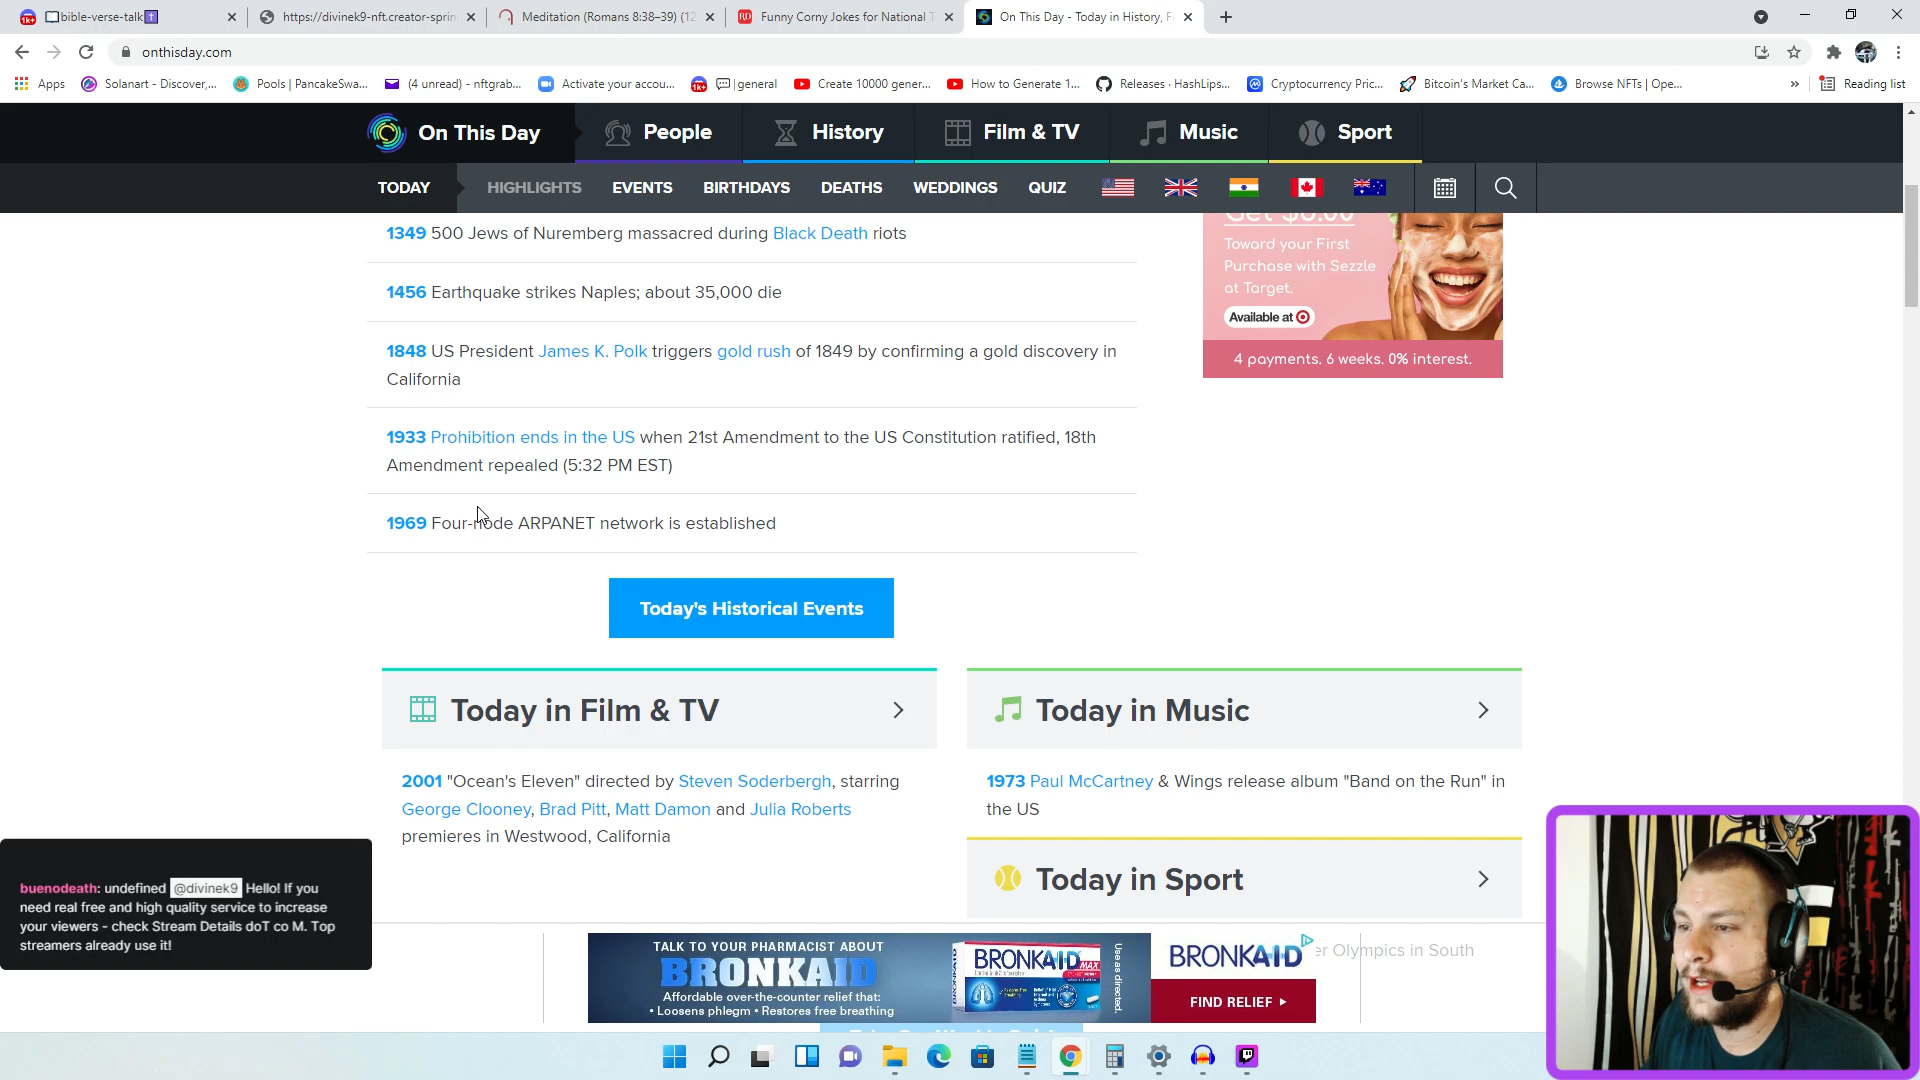 bible-verse-talk
https://divinek9-nft.creator-sprin
Meditation (Romans 8:38–39) (12
Funny Corny Jokes for National T
On This Day - Today in History, F
onthisday.com
Apps
Solanart - Discover,...
Pools | PancakeSwa...
(4 unread) - nftgrab...
Activate your accou...
1k+
|general
Create 10000 gener...
How to Generate 1...
Releases · HashLips...
Cryptocurrency Pric...
Bitcoin's Market Ca...
Browse NFTs | Ope...
»
Reading list
On This Day
People
History
Film & TV
Music
Sport
TODAY
HIGHLIGHTS
EVENTS
BIRTHDAYS
DEATHS
WEDDINGS
QUIZ
1349 500 Jews of Nuremberg massacred during Black Death riots
1456 Earthquake strikes Naples; about 35,000 die
1848 US President James K. Polk triggers gold rush of 1849 by confirming a gold discovery in
California
1933 Prohibition ends in the US when 21st Amendment to the US Constitution ratified, 18th
Amendment repealed (5:32 PM EST)
1969 Four-node ARPANET network is established
Today's Historical Events
Toward your First
Purchase with Sezzle
at Target.
Available at
4 payments. 6 weeks. 0% interest.
Today in Film & TV
2001 "Ocean's Eleven" directed by Steven Soderbergh, starring
George Clooney, Brad Pitt, Matt Damon and Julia Roberts
premieres in Westwood, California
Today in Music
1973 Paul McCartney & Wings release album "Band on the Run" in
the US
Today in Sport
er Olympics in South
buenodeath: undefined @divinek9 Hello! If you
need real free and high quality service to increase
your viewers - check Stream Details doT co M. Top
streamers already use it!
TALK TO YOUR PHARMACIST ABOUT
BRONKAID
Affordable over-the-counter relief that:
• Loosens phlegm • Restores free breathing
BRONKAID MAX
Use as directed.
BRONKAID
FIND RELIEF